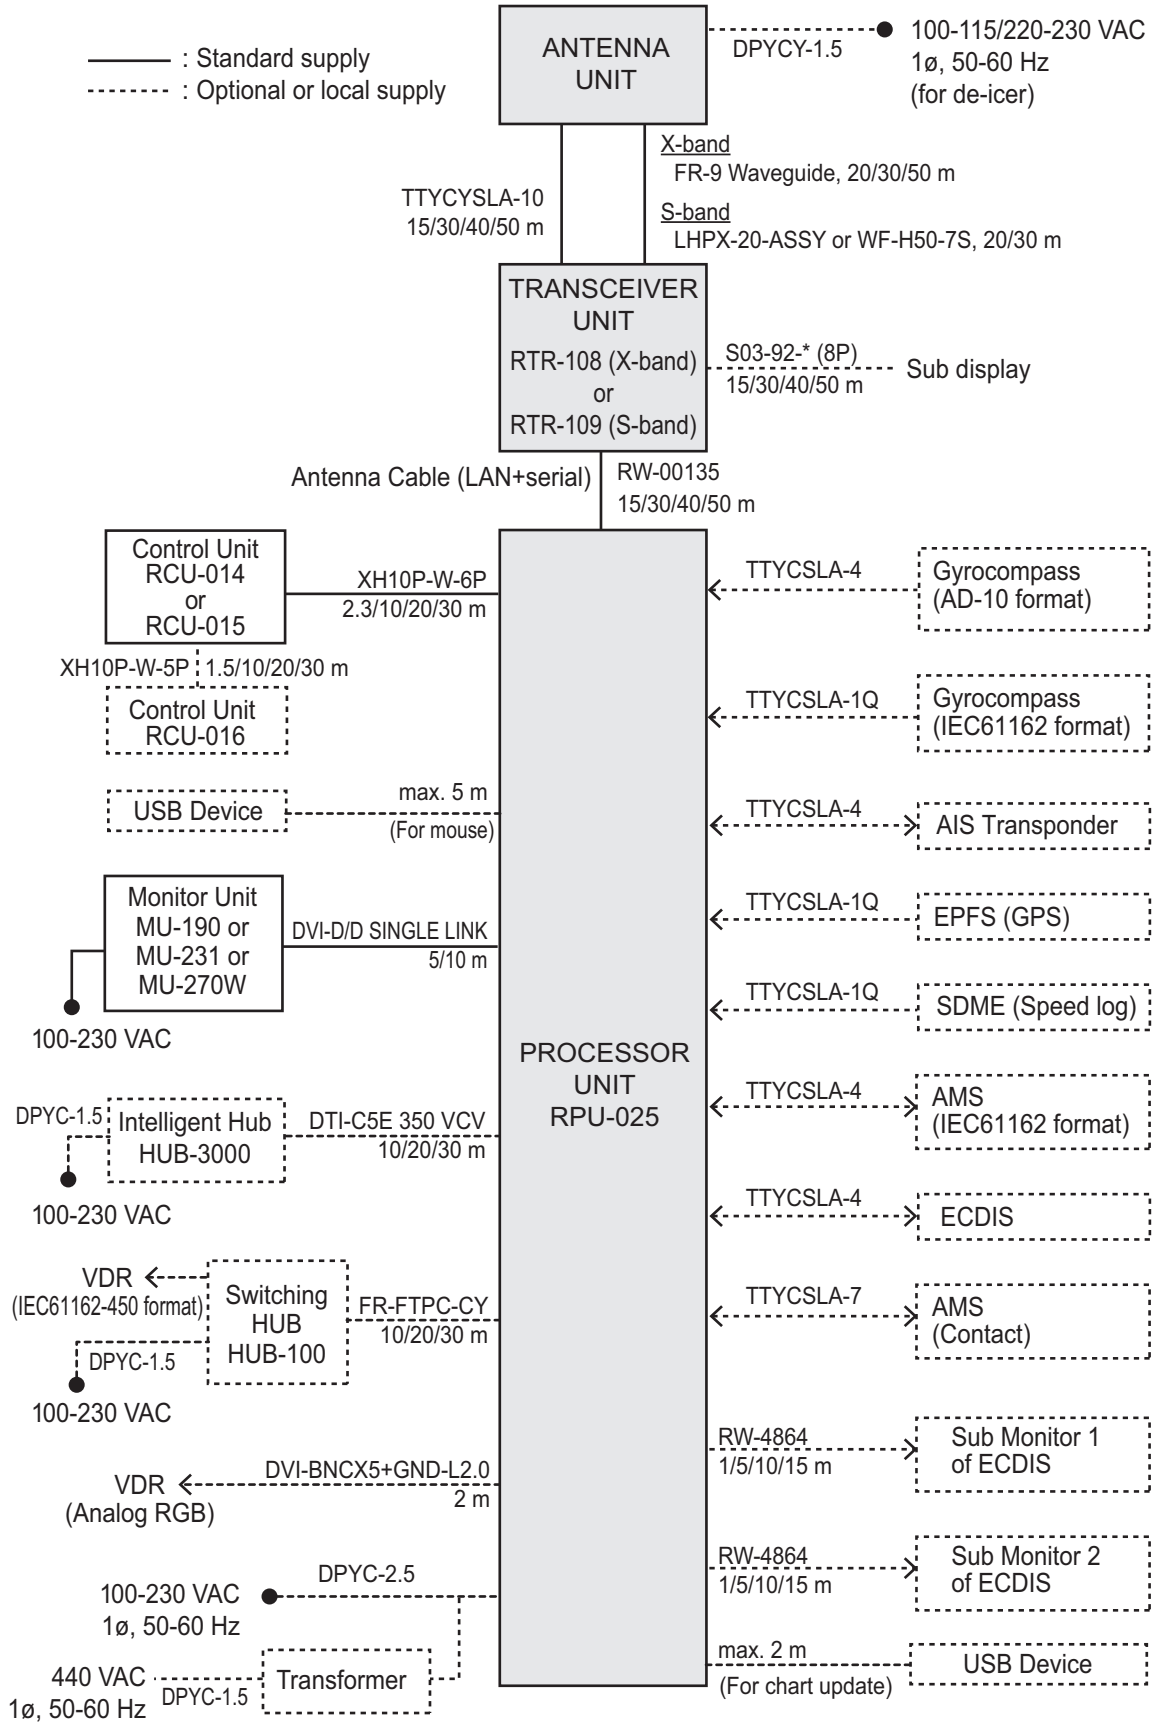 : Standard supply
: Optional or local supply
ANTENNA
UNIT
DPYCY-1.5
100-115/220-230 VAC
1ø, 50-60 Hz
(for de-icer)
TTYCYSLA-10
15/30/40/50 m
X-band
FR-9 Waveguide, 20/30/50 m
S-band
LHPX-20-ASSY or WF-H50-7S, 20/30 m
TRANSCEIVER
UNIT
RTR-108 (X-band)
or
RTR-109 (S-band)
S03-92-* (8P)
15/30/40/50 m
Sub display
Antenna Cable (LAN+serial)
RW-00135
15/30/40/50 m
Control Unit
RCU-014
or
RCU-015
XH10P-W-6P
2.3/10/20/30 m
XH10P-W-5P
1.5/10/20/30 m
Control Unit
RCU-016
USB Device
max. 5 m
(For mouse)
Monitor Unit
MU-190 or
MU-231 or
MU-270W
DVI-D/D SINGLE LINK
5/10 m
100-230 VAC
DPYC-1.5
Intelligent Hub
HUB-3000
DTI-C5E 350 VCV
10/20/30 m
100-230 VAC
VDR
(IEC61162-450 format)
Switching
HUB
HUB-100
FR-FTPC-CY
10/20/30 m
DPYC-1.5
100-230 VAC
VDR
(Analog RGB)
DVI-BNCX5+GND-L2.0
2 m
100-230 VAC
1ø, 50-60 Hz
DPYC-2.5
440 VAC
1ø, 50-60 Hz
DPYC-1.5
Transformer
PROCESSOR
UNIT
RPU-025
TTYCSLA-4
Gyrocompass
(AD-10 format)
TTYCSLA-1Q
Gyrocompass
(IEC61162 format)
TTYCSLA-4
AIS Transponder
TTYCSLA-1Q
EPFS (GPS)
TTYCSLA-1Q
SDME (Speed log)
TTYCSLA-4
AMS
(IEC61162 format)
TTYCSLA-4
ECDIS
TTYCSLA-7
AMS
(Contact)
RW-4864
1/5/10/15 m
Sub Monitor 1
of ECDIS
RW-4864
1/5/10/15 m
Sub Monitor 2
of ECDIS
max. 2 m
(For chart update)
USB Device